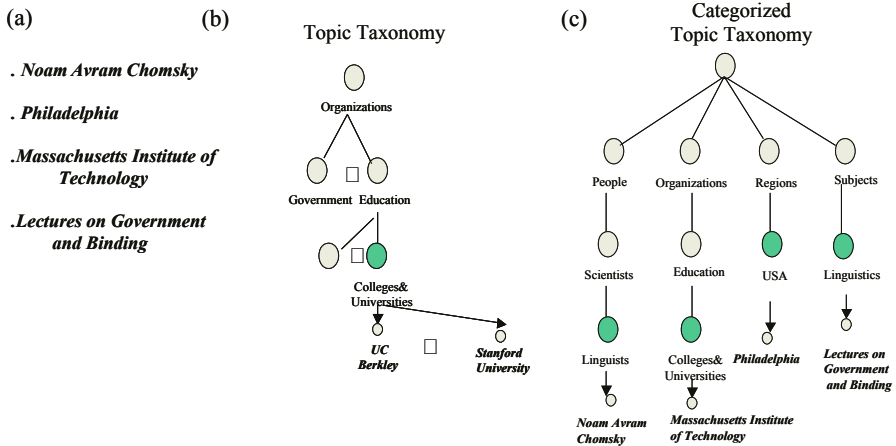 (a)
. Noam Avram Chomsky
. Philadelphia
.Massachusetts Institute of
Technology
.Lectures on Government
and Binding
(b)
Topic Taxonomy
Organizations
Government Education
Colleges&
Universities
UC
Berkley
Stanford
University
(c)
Categorized
Topic Taxonomy
People Organizations Regions Subjects
Scientists Education USA Linguistics
Linguists
Colleges&
Universities
Philadelphia
Lectures on
Government
and Binding
Noam Avram
Chomsky
Massachusetts Institute
of Technology